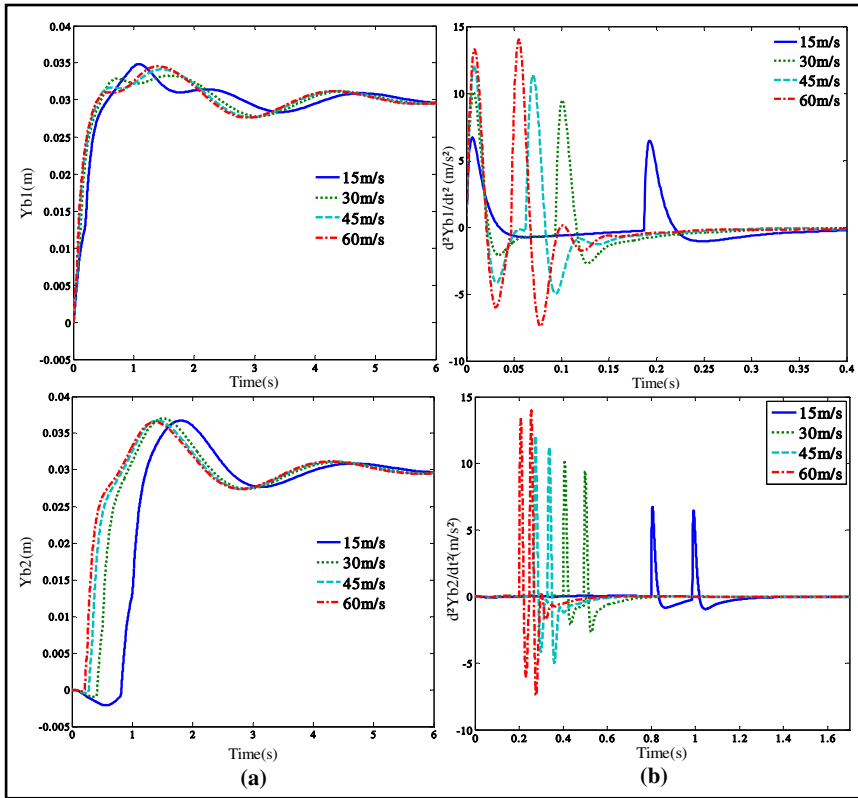 0.04
0.035
0.03
0.025
0.02
0.015
0.01
0.005
0
-0.005
Yb1(m)
15m/s
30m/s
45m/s
60m/s
0 1 2 3 4 5 6
Time(s)
15
10
5
0
-5
-10
d²Yb1/dt² (m/s²)
15m/s
30m/s
45m/s
60m/s
0 0.05 0.1 0.15 0.2 0.25 0.3 0.35 0.4
Time(s)
0.04
0.035
0.03
0.025
0.02
0.015
0.01
0.005
0
-0.005
Yb2(m)
15m/s
30m/s
45m/s
60m/s
0 1 2 3 4 5 6
Time(s)
(a)
15
10
5
0
-5
-10
d²Yb2/dt²(m/s²)
15m/s
30m/s
45m/s
60m/s
0 0.2 0.4 0.6 0.8 1 1.2 1.4 1.6
Time(s)
(b)